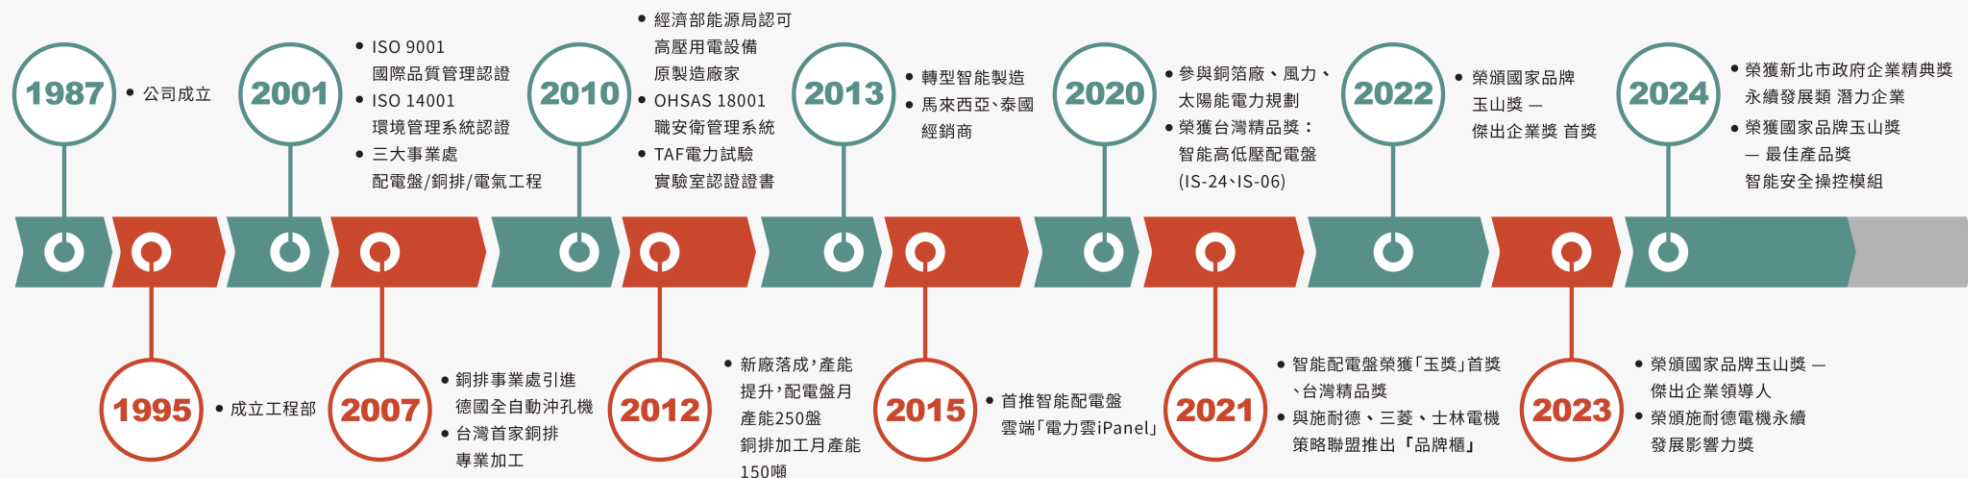 1987
• 公司成立
1995
• 成立工程部
2001
• ISO 9001
國際品質管理認證
• ISO 14001
環境管理系統認證
• 三大事業處
配電盤/銅排/電氣工程
2007
• 銅排事業處引進
德國全自動沖孔機
• 台灣首家銅排
專業加工
2010
• 經濟部能源局認可
高壓用電設備
原製造廠家
• OHSAS 18001
職安衛管理系統
• TAF電力試驗
實驗室認證證書
2012
• 新廠落成,產能
提升,配電盤月
產能250盤
銅排加工月產能
150噸
2013
• 轉型智能製造
• 馬來西亞、泰國
經銷商
2015
• 首推智能配電盤
雲端「電力雲iPanel」
2020
• 參與銅箔廠、風力、
太陽能電力規劃
• 榮獲台灣精品獎：
智能高低壓配電盤
(IS-24、IS-06)
2021
• 智能配電盤榮獲「玉獎」首獎
、台灣精品獎
• 與施耐德、三菱、士林電機
策略聯盟推出『品牌櫃』
2022
• 榮頒國家品牌
玉山獎 —
傑出企業獎 首獎
2023
• 榮頒國家品牌玉山獎 —
傑出企業領導人
• 榮頒施耐德電機永續
發展影響力獎
2024
• 榮獲新北市政府企業精典獎
永續發展類 潛力企業
• 榮獲國家品牌玉山獎
— 最佳產品獎
智能安全操控模組